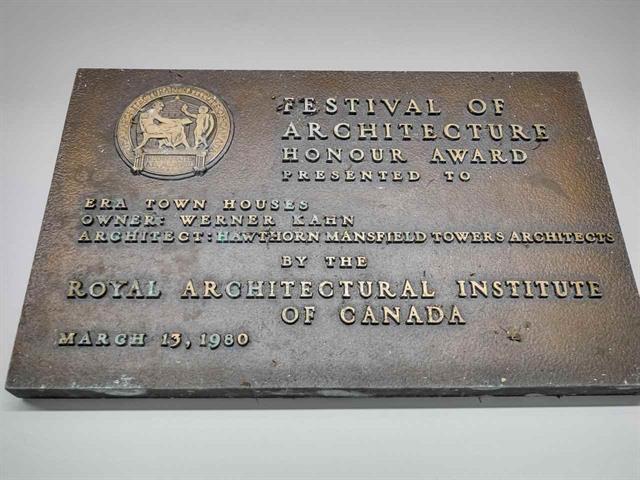 FESTIVAL OF
ARCHITECTURE
HONOUR AWARD
PRESENTED TO
ERA TOWN HOUSES
OWNER: WERNER KAHN
ARCHITECT: HAWTHORN MANSFIELD TOWERS ARCHITECTS
BY THE
ROYAL ARCHITECTURAL INSTITUTE
OF CANADA
MARCH 13, 1980